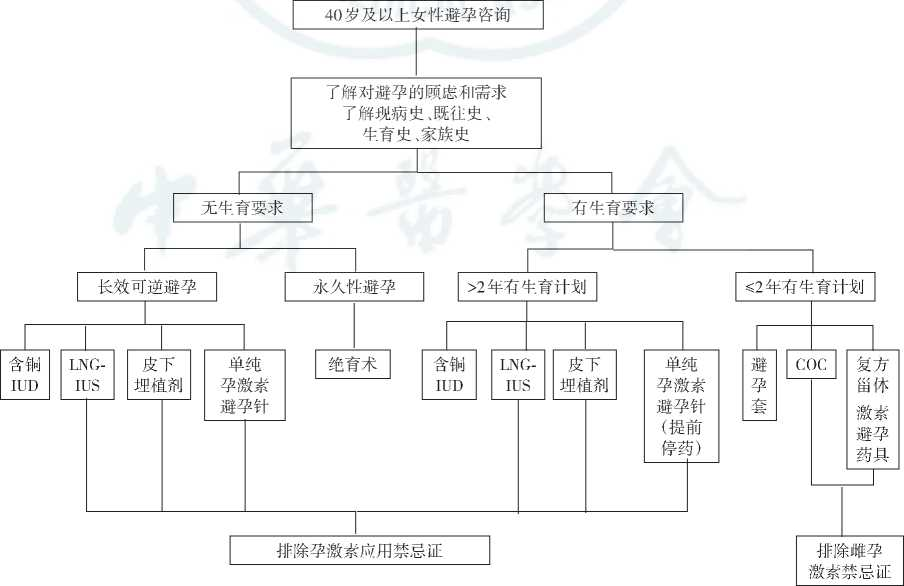 40岁及以上女性避孕咨询
了解对避孕的顾虑和需求
了解现病史、既往史、
生育史、家族史
无生育要求
有生育要求
长效可逆避孕
永久性避孕
>2年有生育计划
≤2年有生育计划
含铜
IUD
LNG-
IUS
皮下
埋植剂
单纯
孕激素
避孕针
绝育术
含铜
IUD
LNG-
IUS
皮下
埋植剂
单纯
孕激素
避孕针
(提前
停药)
避
孕
套
COC
复方
甾体
激素
避孕
药具
排除孕激素应用禁忌证
排除雌孕
激素禁忌证
中华医学会